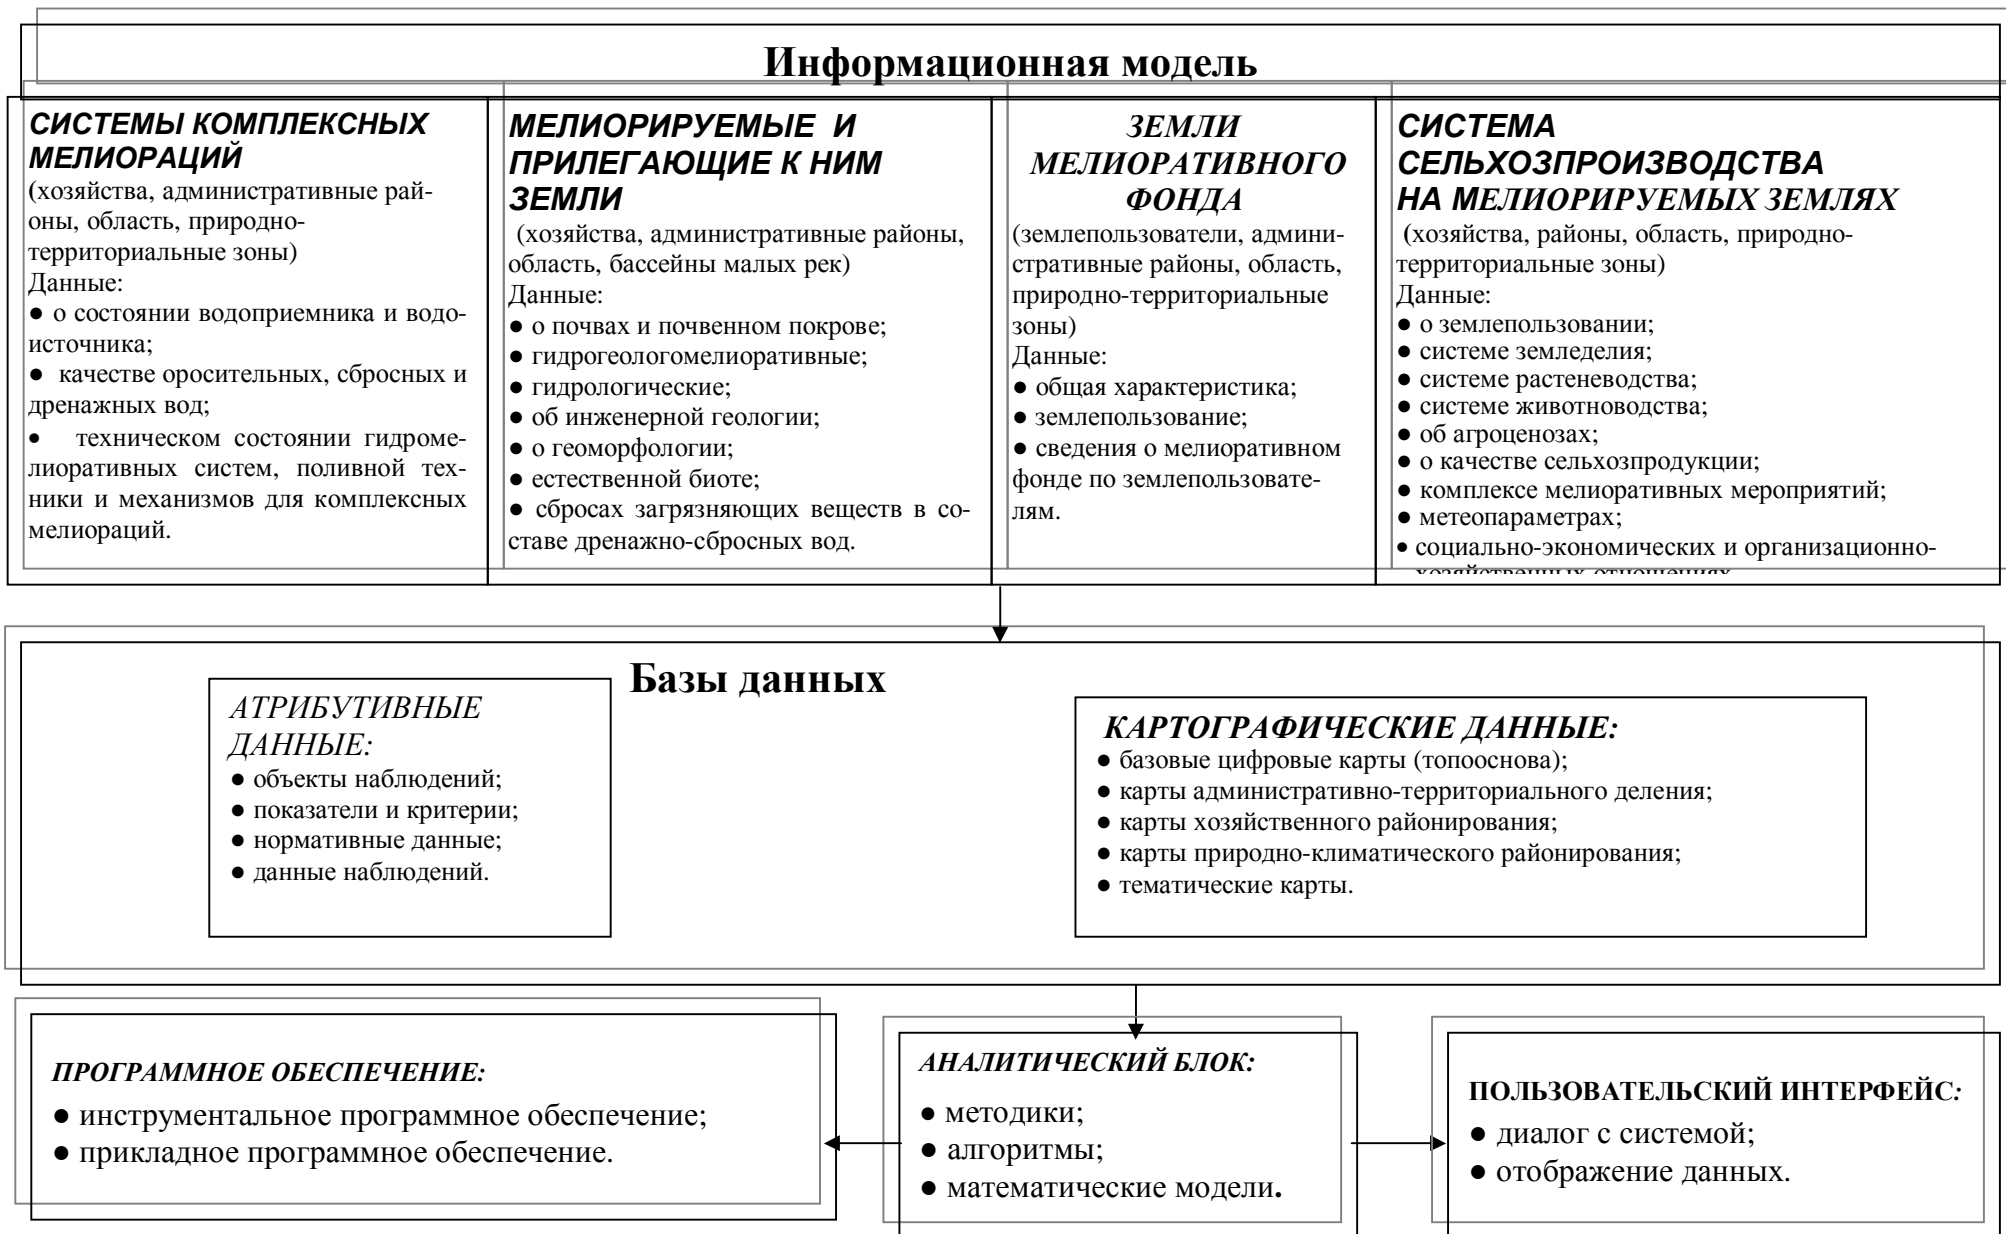 Информационная модель
СИСТЕМЫ КОМПЛЕКСНЫХ
МЕЛИОРАЦИЙ
(хозяйства, административные рай-
оны, область, природно-
территориальные зоны)
Данные:
● о состоянии водоприемника и водо-
источника;
● качестве оросительных, сбросных и
дренажных вод;
● техническом состоянии гидроме-
лиоративных систем, поливной тех-
ники и механизмов для комплексных
мелиораций.
МЕЛИОРИРУЕМЫЕ И
ПРИЛЕГАЮЩИЕ К НИМ
ЗЕМЛИ
(хозяйства, административные районы,
область, бассейны малых рек)
Данные:
● о почвах и почвенном покрове;
● гидрогеологомелиоративные;
● гидрологические;
● об инженерной геологии;
● о геоморфологии;
● естественной биоте;
● сбросах загрязняющих веществ в со-
ставе дренажно-сбросных вод.
ЗЕМЛИ
МЕЛИОРАТИВНОГО
ФОНДА
(землепользователи, админи-
стративные районы, область,
природно-территориальные
зоны)
Данные:
● общая характеристика;
● землепользование;
● сведения о мелиоративном
фонде по землепользовате-
лям.
СИСТЕМА
СЕЛЬХОЗПРОИЗВОДСТВА
НА МЕЛИОРИРУЕМЫХ ЗЕМЛЯХ
(хозяйства, районы, область, природно-
территориальные зоны)
Данные:
● о землепользовании;
● системе земледелия;
● системе растеневодства;
● системе животноводства;
● об агроценозах;
● о качестве сельхозпродукции;
● комплексе мелиоративных мероприятий;
● метеопараметрах;
● социально-экономических и организационно-
хозяйственных отношениях
Базы данных
АТРИБУТИВНЫЕ
ДАННЫЕ:
● объекты наблюдений;
● показатели и критерии;
● нормативные данные;
● данные наблюдений.
КАРТОГРАФИЧЕСКИЕ ДАННЫЕ:
● базовые цифровые карты (топооснова);
● карты административно-территориального деления;
● карты хозяйственного районирования;
● карты природно-климатического районирования;
● тематические карты.
ПРОГРАММНОЕ ОБЕСПЕЧЕНИЕ:
● инструментальное программное обеспечение;
● прикладное программное обеспечение.
АНАЛИТИЧЕСКИЙ БЛОК:
● методики;
● алгоритмы;
● математические модели.
ПОЛЬЗОВАТЕЛЬСКИЙ ИНТЕРФЕЙС:
● диалог с системой;
● отображение данных.